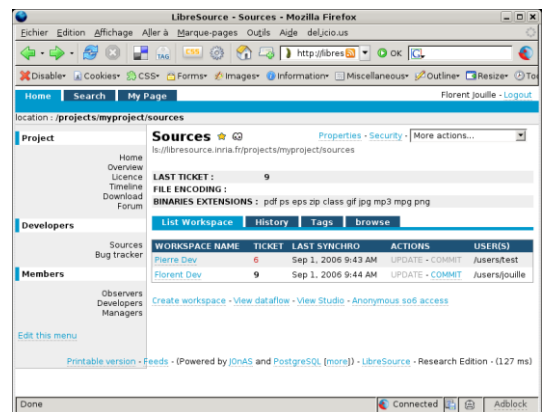 LibreSource - Sources - Mozilla Firefox
Eichier Edition Affichage Aller à Marque-pages Outils Aide del.icio.us
TAG CSS http://libres OK
Disable Cookies CSS Forms Images Information Miscellaneous Outline Resize To
Home Search My Page Florent Jouille - Logout
location : /projects/myproject/sources
Project
Home
Overview
Licence
Timeline
Download
Forum
Developers
Sources
Bug tracker
Members
Observers
Developers
Managers
Edit this menu
Sources Properties - Security - More actions...
ls://libresource.inria.fr/projects/myproject/sources
LAST TICKET : 9
FILE ENCODING :
BINARIES EXTENSIONS : pdf ps eps zip class gif jpg mp3 mpg png
List Workspace History Tags browse
WORKSPACE NAME TICKET LAST SYNCHRO ACTIONS USER(S)
Pierre Dev 6 Sep 1, 2006 9:43 AM UPDATE - COMMIT /users/test
Florent Dev 9 Sep 1, 2006 9:44 AM UPDATE - COMMIT /users/jouille
Create workspace - View dataflow - View Studio - Anonymous so6 access
Printable version - Feeds - (Powered by JOnAS and PostgreSQL [more]) - LibreSource - Research Edition - (127 ms)
Done Connected Adblock